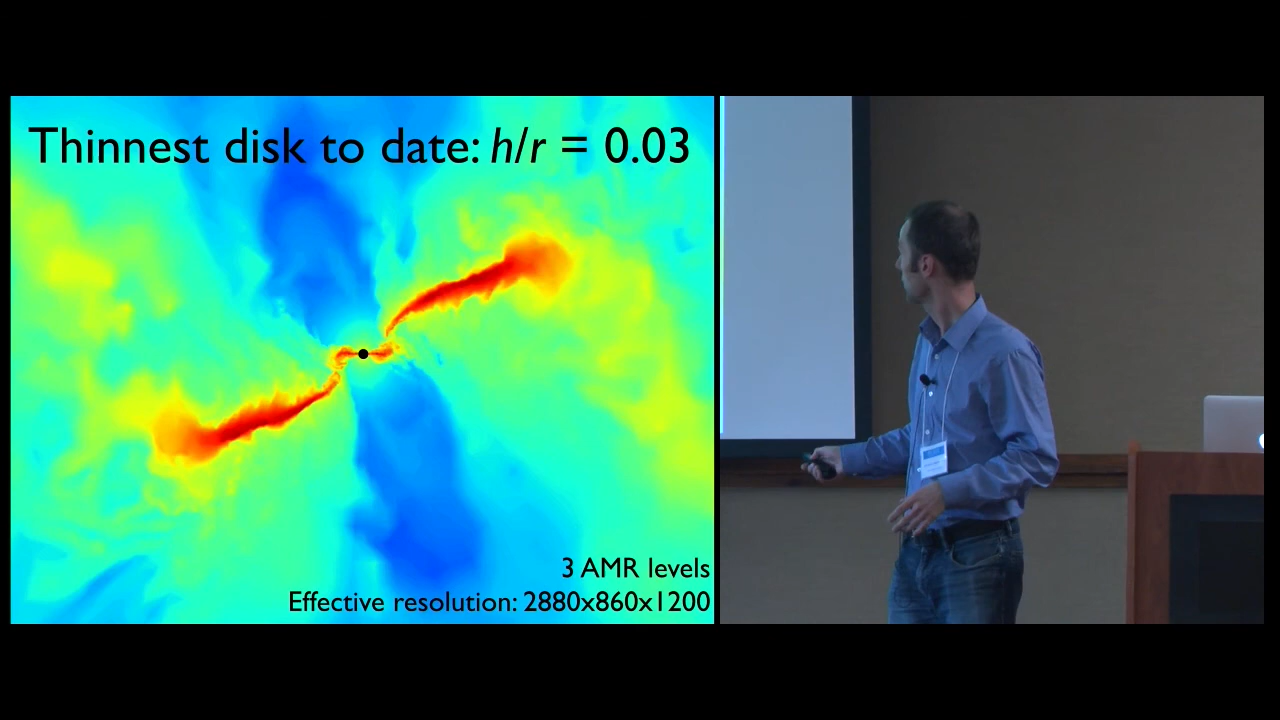 Thinnest disk to date: h/r = 0.03
3 AMR levels
Effective resolution: 2880x860x1200